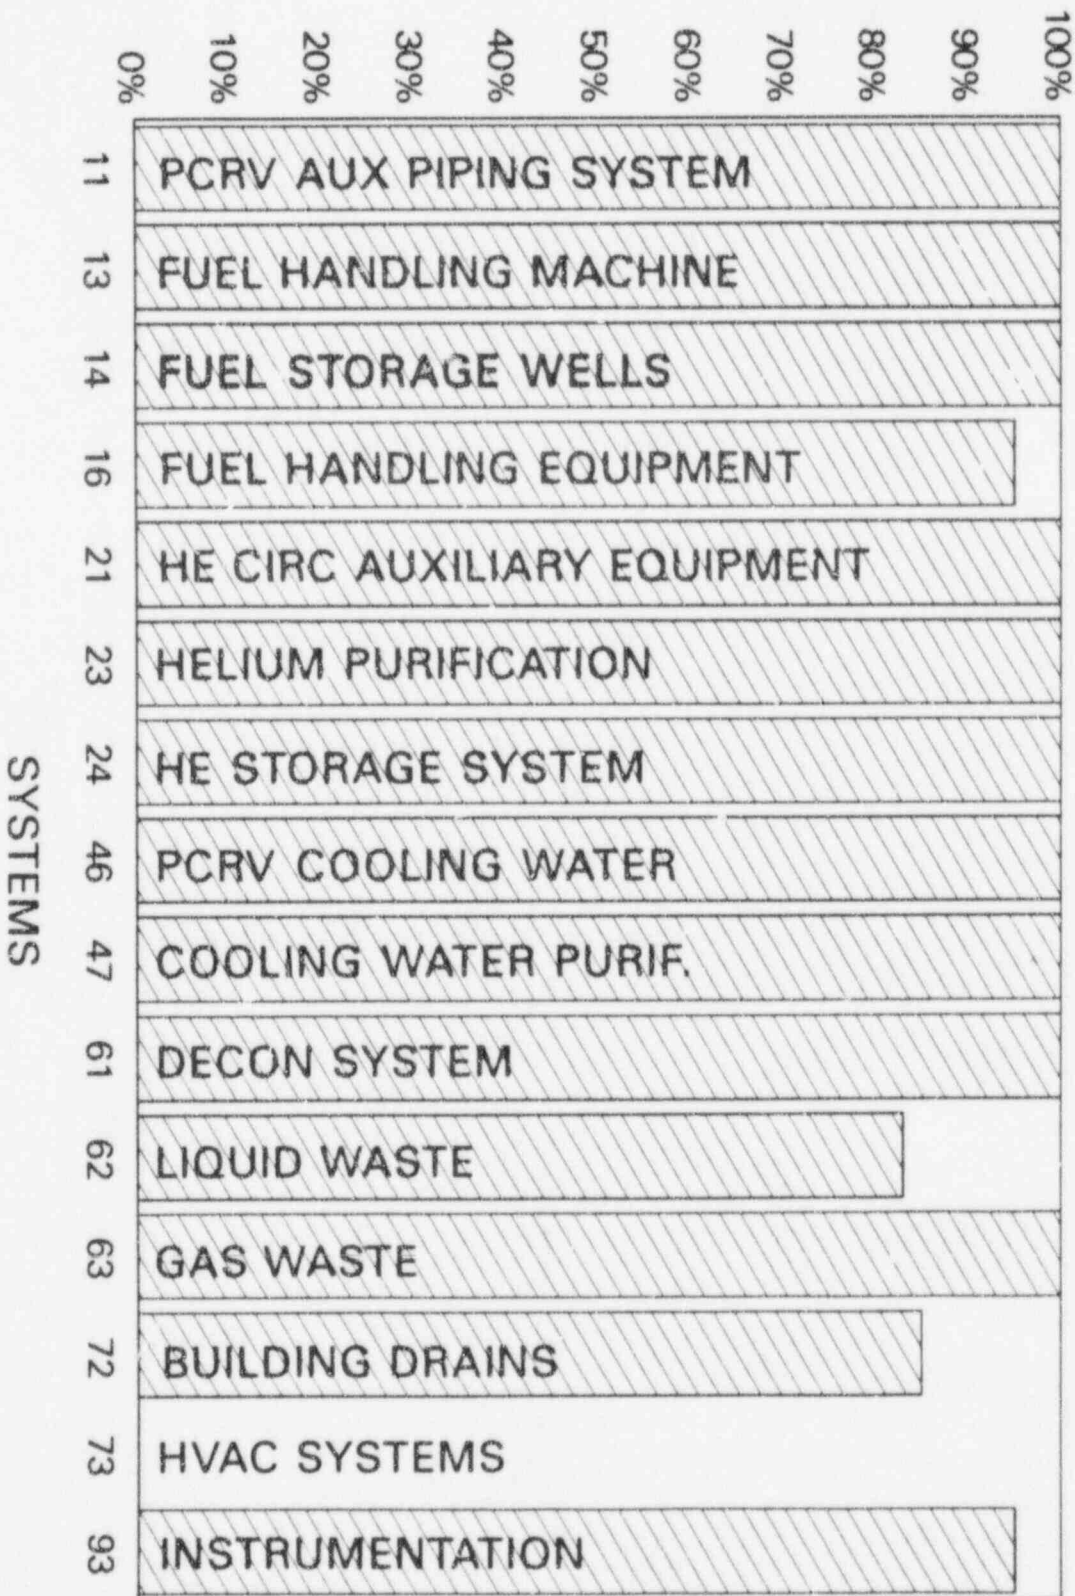 0% 10% 20% 30% 40% 50% 60% 70% 80% 90% 100%
11 PCRV AUX PIPING SYSTEM
13 FUEL HANDLING MACHINE
14 FUEL STORAGE WELLS
16 FUEL HANDLING EQUIPMENT
21 HE CIRC AUXILIARY EQUIPMENT
23 HELIUM PURIFICATION
24 HE STORAGE SYSTEM
46 PCRV COOLING WATER
47 COOLING WATER PURIF.
61 DECON SYSTEM
62 LIQUID WASTE
63 GAS WASTE
72 BUILDING DRAINS
73 HVAC SYSTEMS
93 INSTRUMENTATION
SYSTEMS